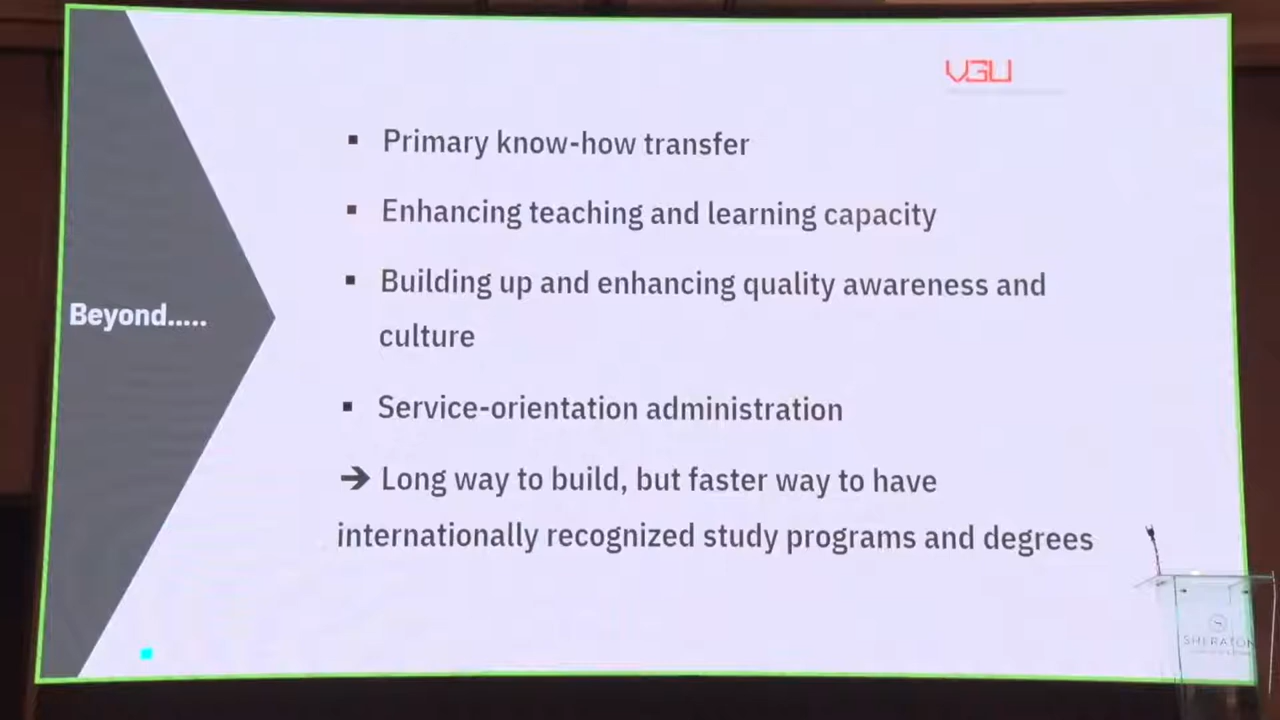 VGU
Beyond.....
▪ Primary know-how transfer
▪ Enhancing teaching and learning capacity
▪ Building up and enhancing quality awareness and
culture
▪ Service-orientation administration
➔ Long way to build, but faster way to have
internationally recognized study programs and degrees
SHERATON